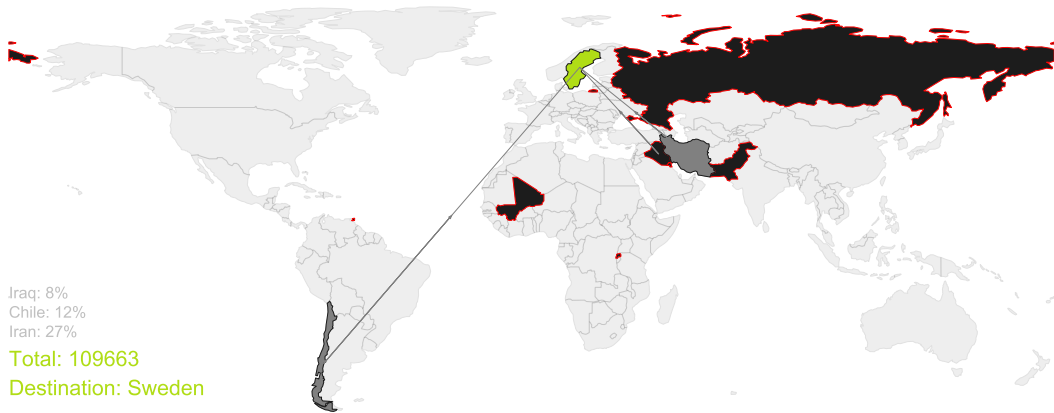 Iraq: 8%
Chile: 12%
Iran: 27%
Total: 109663
Destination: Sweden